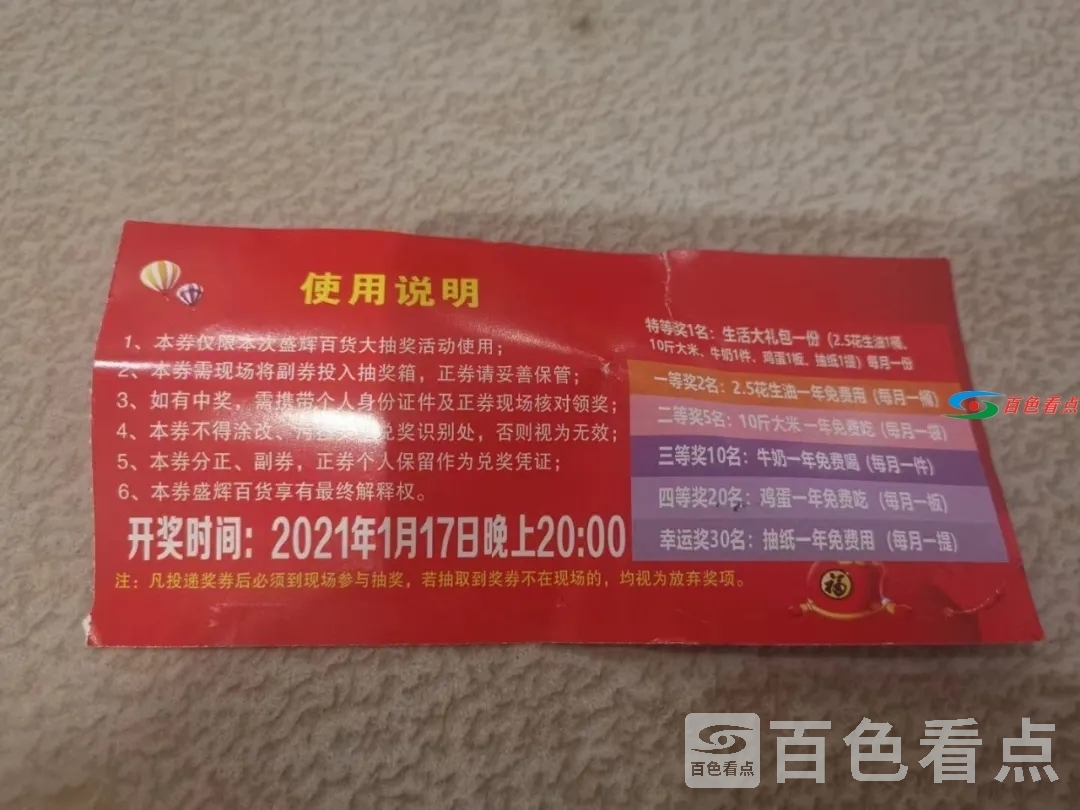 使用说明
1、本券仅限本次盛辉百货大抽奖活动使用；
2、本券需现场将副券投入抽奖箱，正券请妥善保管；
3、如有中奖，需携带个人身份证件及正券现场核对领奖；
4、本券不得涂改、污 兑奖识别处，否则视为无效；
5、本券分正、副券，正券个人保留作为兑奖凭证；
6、本券盛辉百货享有最终解释权。
开奖时间：2021年1月17日晚上20:00
注：凡投递奖券后必须到现场参与抽奖，若抽取到奖券不在现场的，均视为放弃奖项。
特等奖1名：生活大礼包一份（2.5花生油1桶、
10斤大米、牛奶1件、鸡蛋1板、抽纸1提）每月一份
一等奖2名：2.5花生油一年免费用（每月一桶）
二等奖5名：10斤大米一年免费吃（每月一袋）
三等奖10名：牛奶一年免费喝（每月一件）
四等奖20名：鸡蛋一年免费吃（每月一板）
幸运奖30名：抽纸一年免费用（每月一提）
福
百色看点
百色看点
百色看点